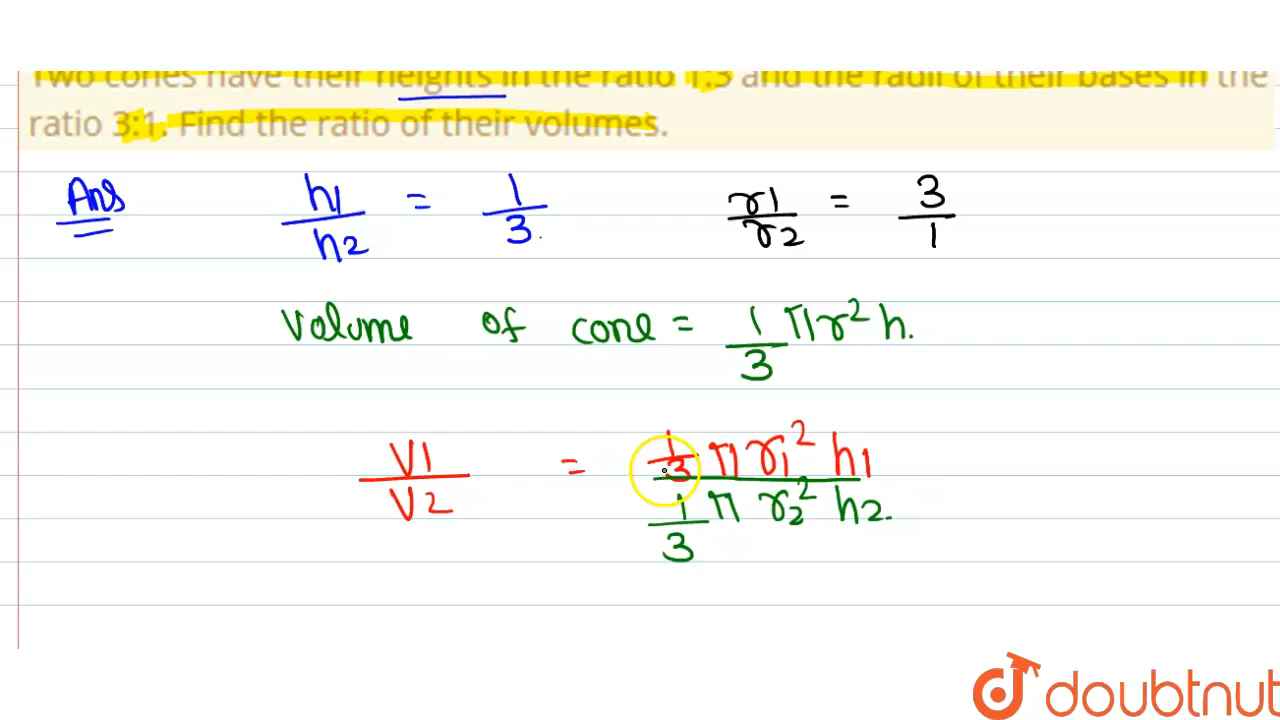 Two cones have their heights in the ratio 1:3 and the radii of their bases in the
ratio 3:1. Find the ratio of their volumes.
Ans h1/h2 = 1/3 r1/r2 = 3/1
Volume of cone = 1/3 πr² h.
V1/V2 = 1/3 π r₁² h1 / 1/3 π r₂² h2.
doubtnut